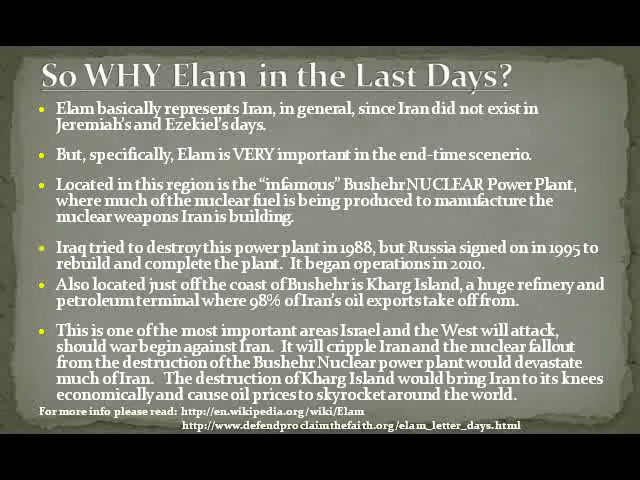 So WHY Elam in the Last Days?
• Elam basically represents Iran, in general, since Iran did not exist in
Jeremiah's and Ezekiel's days.
• But, specifically, Elam is VERY important in the end-time scenerio.
• Located in this region is the "infamous" Bushehr NUCLEAR Power Plant,
where much of the nuclear fuel is being produced to manufacture the
nuclear weapons Iran is building.
• Iraq tried to destroy this power plant in 1988, but Russia signed on in 1995 to
rebuild and complete the plant. It began operations in 2010.
• Also located just off the coast of Bushehr is Kharg Island, a huge refinery and
petroleum terminal where 98% of Iran's oil exports take off from.
• This is one of the most important areas Israel and the West will attack,
should war begin against Iran. It will cripple Iran and the nuclear fallout
from the destruction of the Bushehr Nuclear power plant would devastate
much of Iran. The destruction of Kharg Island would bring Iran to its knees
economically and cause oil prices to skyrocket around the world.
For more info please read: http://en.wikipedia.org/wiki/Elam
http://www.defendproclaimthefaith.org/elam_letter_days.html